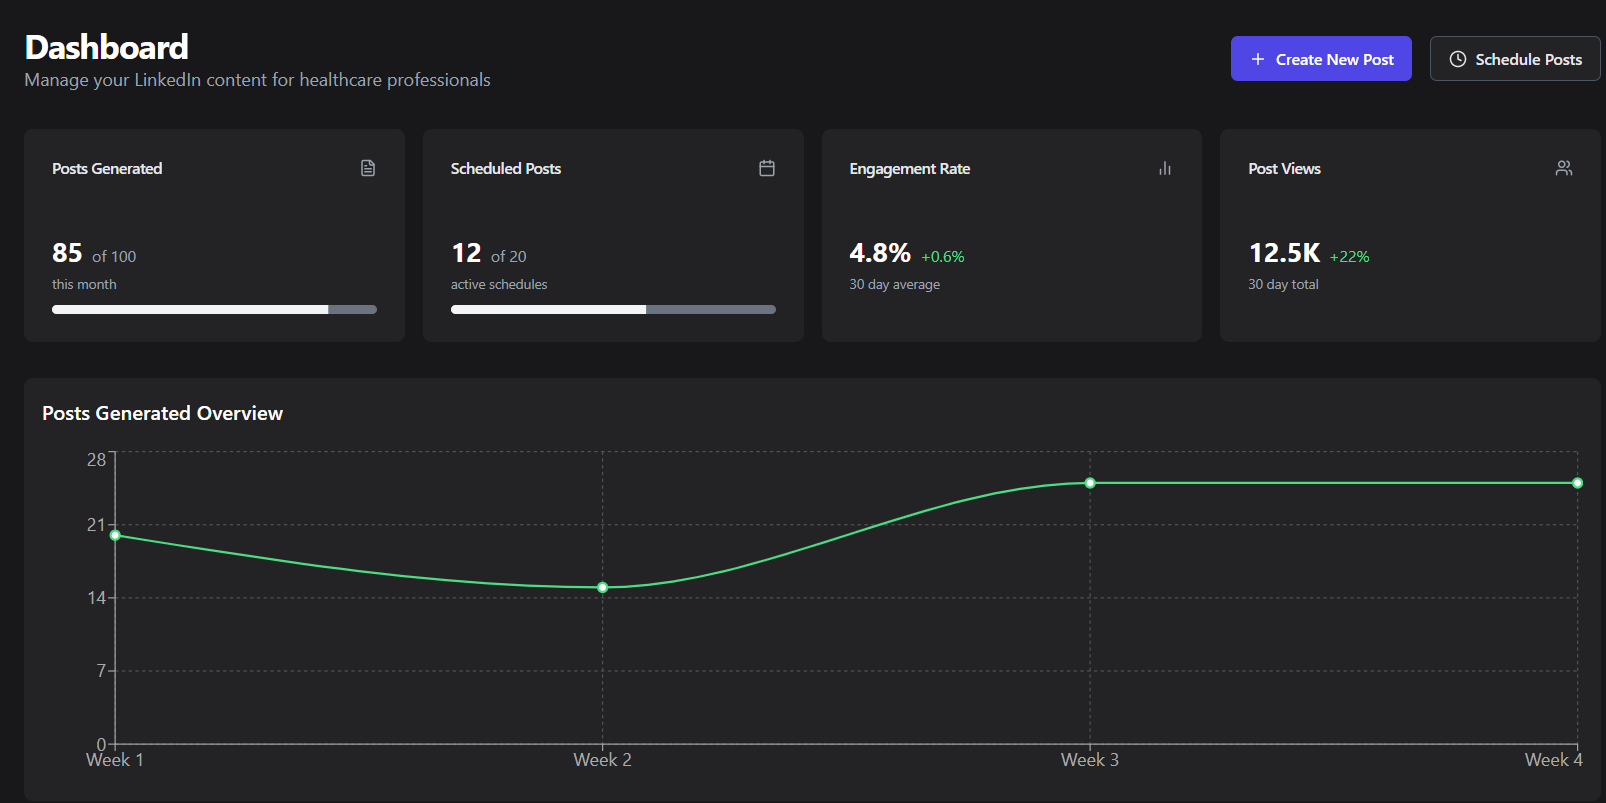 Dashboard
Manage your LinkedIn content for healthcare professionals
Create New Post
Schedule Posts
Posts Generated
85 of 100
this month
Scheduled Posts
12 of 20
active schedules
Engagement Rate
4.8% +0.6%
30 day average
Post Views
12.5K +22%
30 day total
Posts Generated Overview
28
21
14
7
0
Week 1 Week 2 Week 3 Week 4